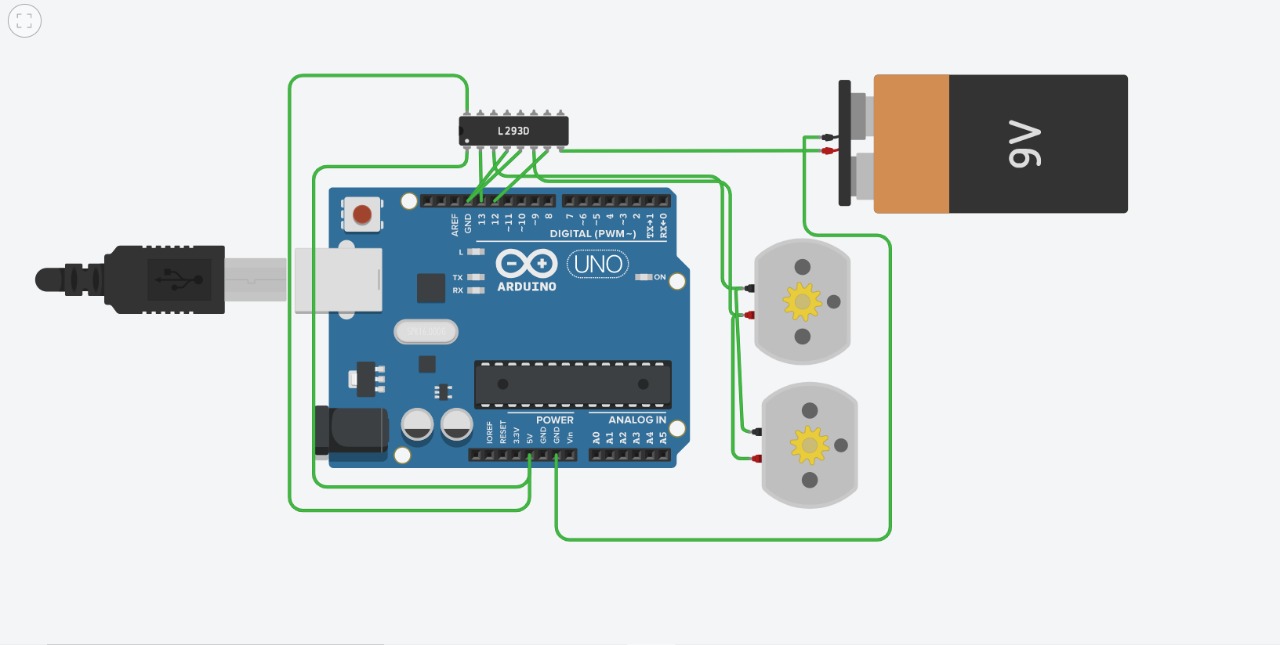 L293D
9V
AREF
GND
13
12
~11
~10
~9
8
7
~6
~5
4
~3
2
TX→1
RX←0
DIGITAL (PWM~)
L
TX
RX
UNO
ON
ARDUINO
POWER
ANALOG IN
IOREF
RESET
3.3V
5V
GND
GND
Vin
A0
A1
A2
A3
A4
A5